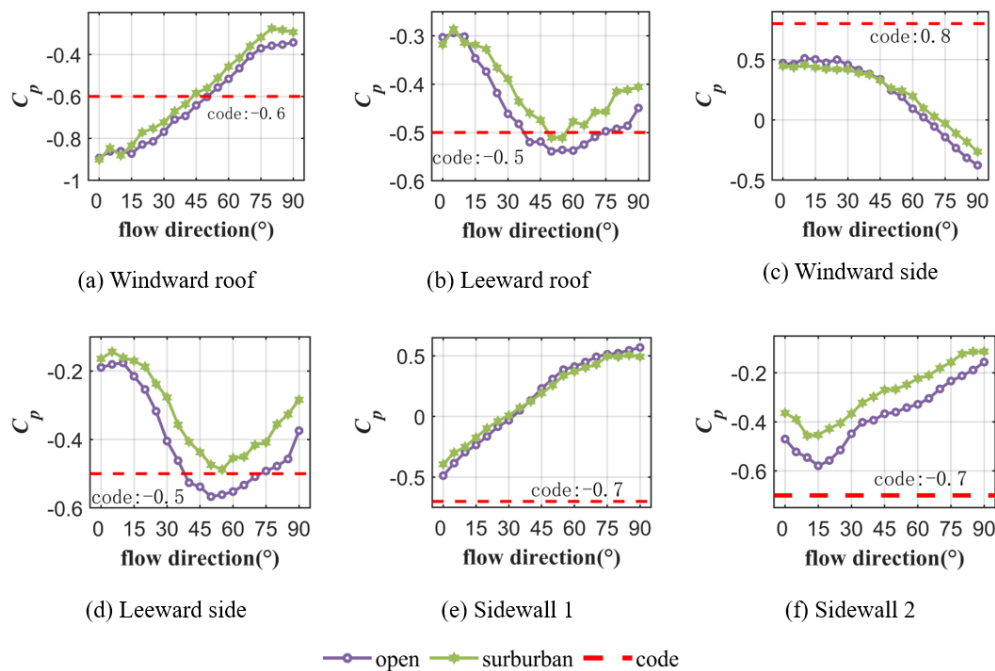 -0.4
-0.6
-0.8
-1
Cp
code:-0.6
0 15 30 45 60 75 90
flow direction(°)
(a) Windward roof
-0.3
-0.4
-0.5
-0.6
Cp
code:-0.5
0 15 30 45 60 75 90
flow direction(°)
(b) Leeward roof
0.5
0
-0.5
Cp
code:0.8
0 15 30 45 60 75 90
flow direction(°)
(c) Windward side
-0.2
-0.4
-0.6
Cp
code:-0.5
0 15 30 45 60 75 90
flow direction(°)
(d) Leeward side
0.5
0
-0.5
Cp
code:-0.7
0 15 30 45 60 75 90
flow direction(°)
(e) Sidewall 1
-0.2
-0.4
-0.6
Cp
code:-0.7
0 15 30 45 60 75 90
flow direction(°)
(f) Sidewall 2
open surburban code